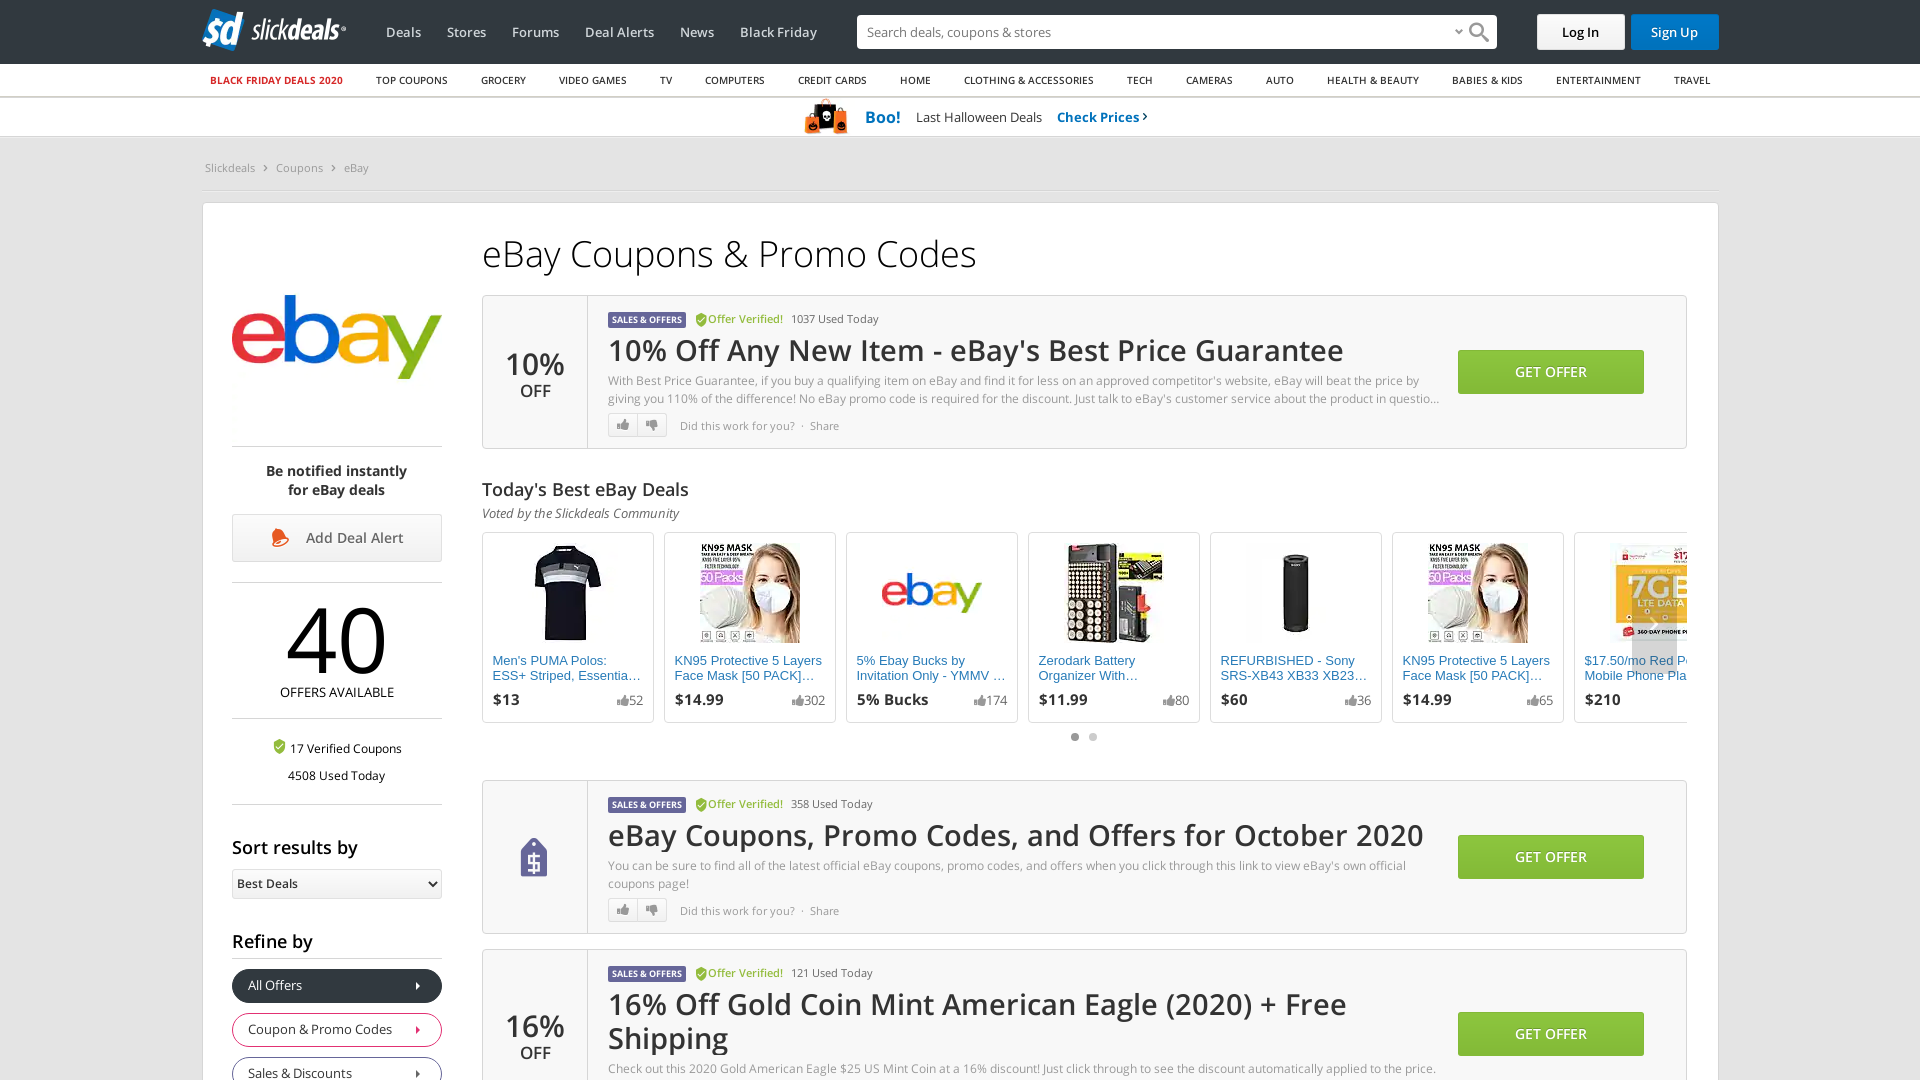 slickdeals
Deals
Stores
Forums
Deal Alerts
News
Black Friday
Search deals, coupons & stores
Log In
Sign Up
BLACK FRIDAY DEALS 2020
TOP COUPONS
GROCERY
VIDEO GAMES
TV
COMPUTERS
CREDIT CARDS
HOME
CLOTHING & ACCESSORIES
TECH
CAMERAS
AUTO
HEALTH & BEAUTY
BABIES & KIDS
ENTERTAINMENT
TRAVEL
Boo! Last Halloween Deals Check Prices
Slickdeals > Coupons > eBay
ebay
Be notified instantly
for eBay deals
Add Deal Alert
40
OFFERS AVAILABLE
17 Verified Coupons
4508 Used Today
Sort results by
Best Deals
Refine by
All Offers
Coupon & Promo Codes
Sales & Discounts
eBay Coupons & Promo Codes
10%
OFF
SALES & OFFERS Offer Verified! 1037 Used Today
10% Off Any New Item - eBay's Best Price Guarantee
With Best Price Guarantee, if you buy a qualifying item on eBay and find it for less on an approved competitor's website, eBay will beat the price by
giving you 110% of the difference! No eBay promo code is required for the discount. Just talk to eBay's customer service about the product in questio...
Did this work for you? · Share
GET OFFER
Today's Best eBay Deals
Voted by the Slickdeals Community
Men's PUMA Polos:
ESS+ Striped, Essentia...
$13
52
KN95 MASK
50 Packs
KN95 Protective 5 Layers
Face Mask [50 PACK]...
$14.99
302
ebay
5% Ebay Bucks by
Invitation Only - YMMV ...
5% Bucks
174
Zerodark Battery
Organizer With...
$11.99
80
REFURBISHED - Sony
SRS-XB43 XB33 XB23...
$60
36
KN95 MASK
50 Packs
KN95 Protective 5 Layers
Face Mask [50 PACK]...
$14.99
65
7GB
LTE DATA
$17.50/mo Red P
Mobile Phone Pla
$210
SALES & OFFERS Offer Verified! 358 Used Today
eBay Coupons, Promo Codes, and Offers for October 2020
You can be sure to find all of the latest official eBay coupons, promo codes, and offers when you click through this link to view eBay's own official
coupons page!
Did this work for you? · Share
GET OFFER
16%
OFF
SALES & OFFERS Offer Verified! 121 Used Today
16% Off Gold Coin Mint American Eagle (2020) + Free
Shipping
Check out this 2020 Gold American Eagle $25 US Mint Coin at a 16% discount! Just click through to see the discount automatically applied to the price.
GET OFFER